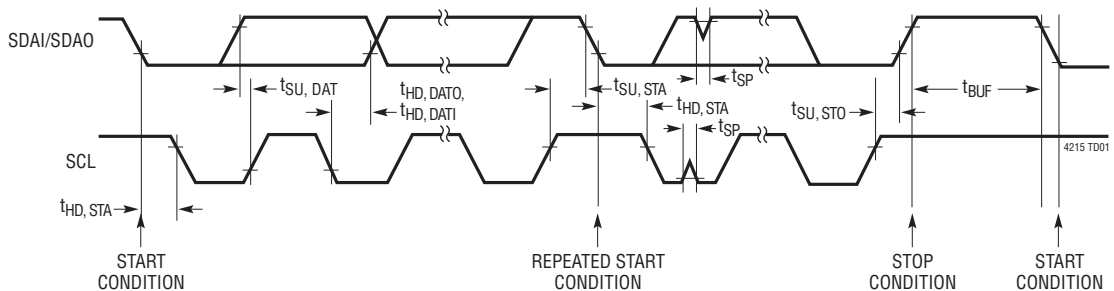 SDAI/SDAO
tSU, DAT
tHD, DATO,
tHD, DATI
tSU, STA
tHD, STA
tSP
tSP
tSU, STO
tBUF
SCL
4215 TD01
tHD, STA
START
CONDITION
REPEATED START
CONDITION
STOP
CONDITION
START
CONDITION